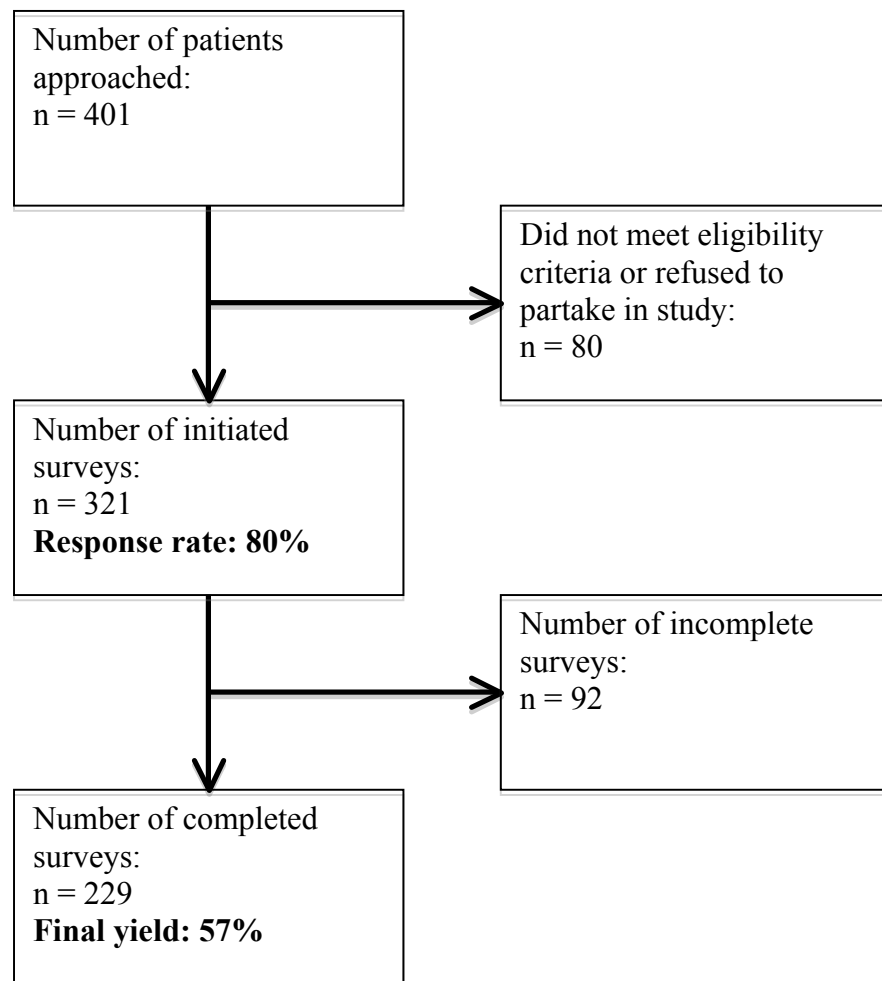 Number of patients
approached:
n = 401
Did not meet eligibility
criteria or refused to
partake in study:
n = 80
Number of initiated
surveys:
n = 321
Response rate: 80%
Number of incomplete
surveys:
n = 92
Number of completed
surveys:
n = 229
Final yield: 57%